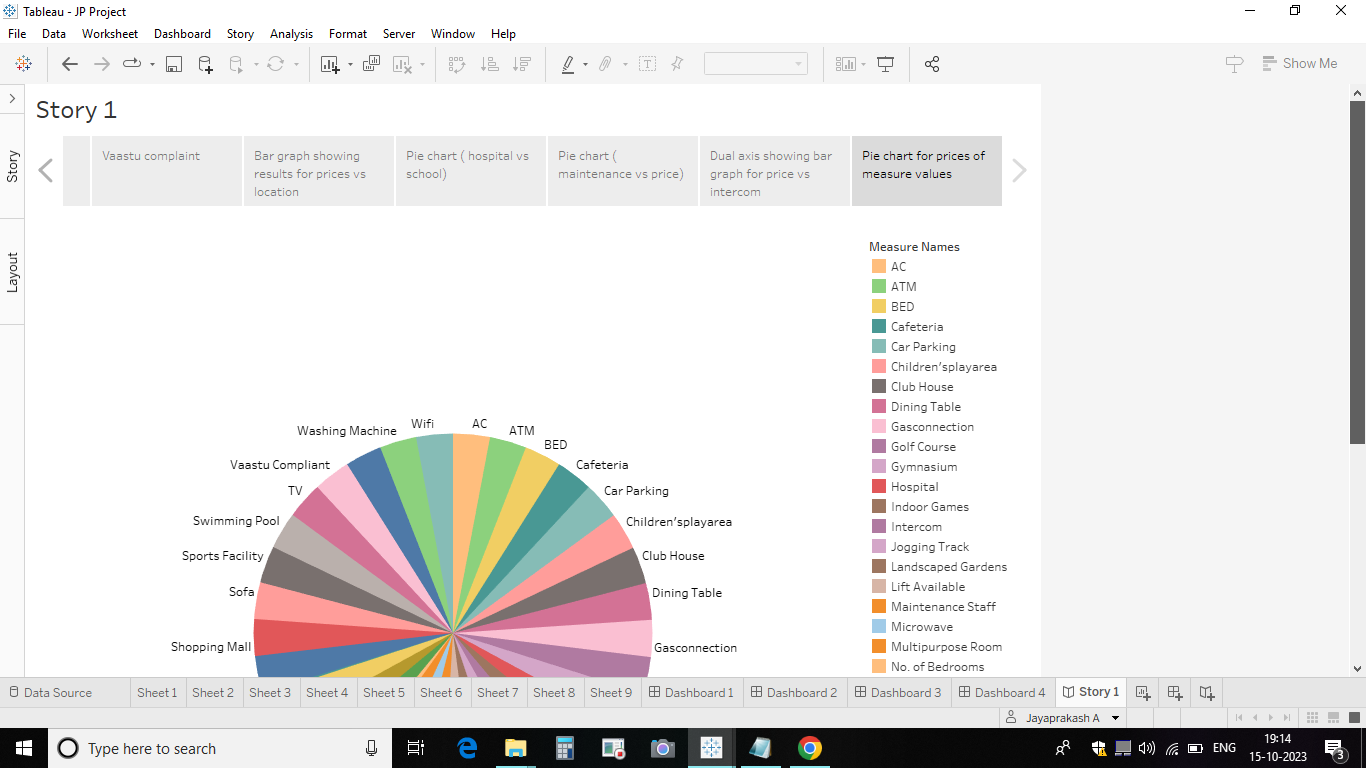 Tableau - JP Project
File Data Worksheet Dashboard Story Analysis Format Server Window Help
Show Me
Story
Layout
Story 1
Vaastu complaint
Bar graph showing
results for prices vs
location
Pie chart ( hospital vs
school)
Pie chart (
maintenance vs price)
Dual axis showing bar
graph for price vs
intercom
Pie chart for prices of
measure values
Measure Names
AC
ATM
BED
Cafeteria
Car Parking
Children'splayarea
Club House
Dining Table
Gasconnection
Golf Course
Gymnasium
Hospital
Indoor Games
Intercom
Jogging Track
Landscaped Gardens
Lift Available
Maintenance Staff
Microwave
Multipurpose Room
No. of Bedrooms
Wifi
AC
Washing Machine
ATM
BED
Vaastu Compliant
Cafeteria
TV
Car Parking
Swimming Pool
Children'splayarea
Sports Facility
Club House
Sofa
Dining Table
Shopping Mall
Gasconnection
Data Source Sheet 1 Sheet 2 Sheet 3 Sheet 4 Sheet 5 Sheet 6 Sheet 7 Sheet 8 Sheet 9 Dashboard 1 Dashboard 2 Dashboard 3 Dashboard 4 Story 1
Jayaprakash A
Type here to search
ENG
19:14
15-10-2023
3